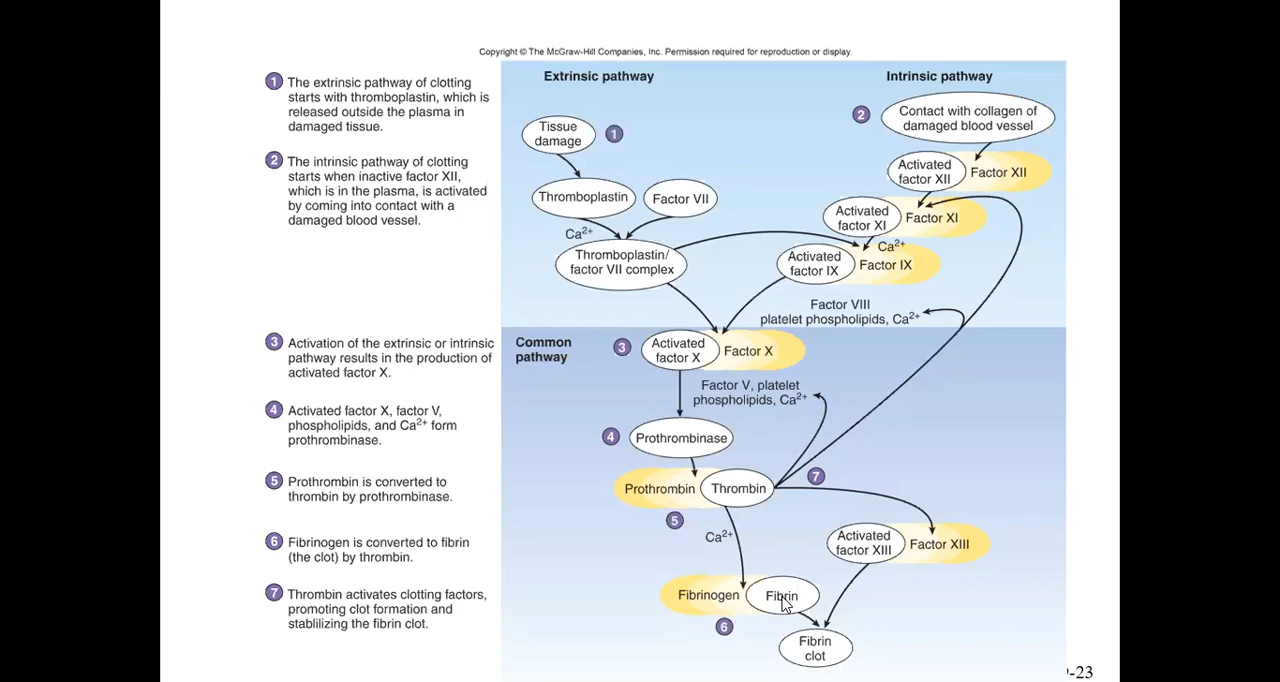 Copyright © The McGraw-Hill Companies, Inc. Permission required for reproduction or display.
1 The extrinsic pathway of clotting
starts with thromboplastin, which is
released outside the plasma in
damaged tissue.
2 The intrinsic pathway of clotting
starts when inactive factor XII,
which is in the plasma, is activated
by coming into contact with a
damaged blood vessel.
3 Activation of the extrinsic or intrinsic
pathway results in the production of
activated factor X.
4 Activated factor X, factor V,
phospholipids, and Ca²⁺ form
prothrombinase.
5 Prothrombin is converted to
thrombin by prothrombinase.
6 Fibrinogen is converted to fibrin
(the clot) by thrombin.
7 Thrombin activates clotting factors,
promoting clot formation and
stablilizing the fibrin clot.
Extrinsic pathway
Intrinsic pathway
Tissue
damage
1
2
Contact with collagen of
damaged blood vessel
Activated
factor XII
Factor XII
Thromboplastin
Factor VII
Activated
factor XI
Factor XI
Ca²⁺
Ca²⁺
Thromboplastin/
factor VII complex
Activated
factor IX
Factor IX
Factor VIII
platelet phospholipids, Ca²⁺
Common
pathway
3
Activated
factor X
Factor X
Factor V, platelet
phospholipids, Ca²⁺
4
Prothrombinase
Prothrombin
Thrombin
7
5
Ca²⁺
Activated
factor XIII
Factor XIII
Fibrinogen
Fibrin
6
Fibrin
clot
-23